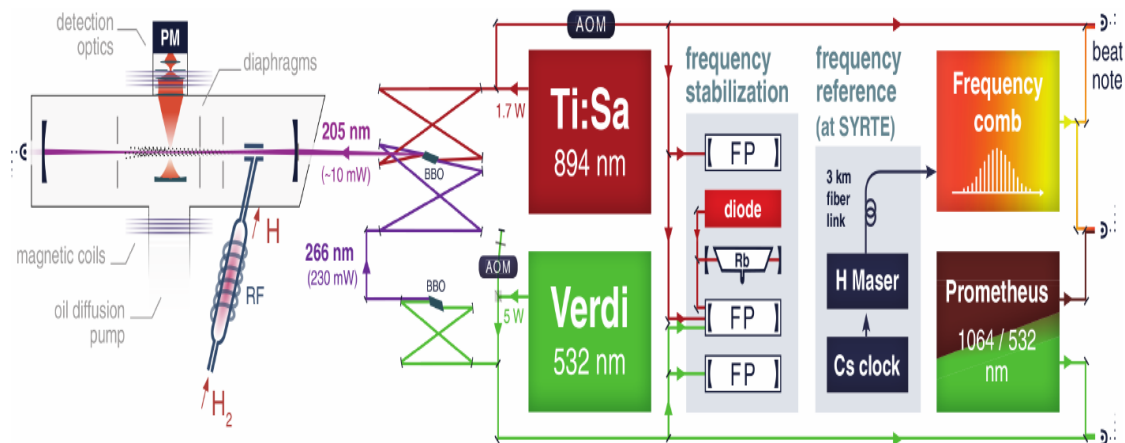 detection
optics
PM
diaphragms
205 nm
(~10 mW)
BBO
magnetic coils
H
RF
oil diffusion
pump
H2
266 nm
(230 mW)
BBO
AOM
1.7 W
Ti:Sa
894 nm
AOM
5 W
Verdi
532 nm
frequency
stabilization
FP
diode
Rb
FP
FP
frequency
reference
(at SYRTE)
3 km
fiber
link
H Maser
Cs clock
Frequency
comb
beat
note
Prometheus
1064 / 532
nm